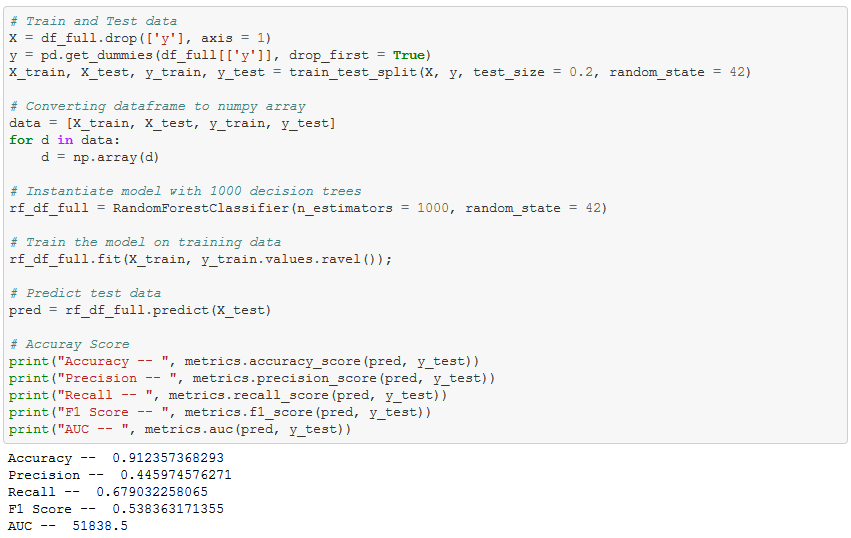 # Train and Test data
X = df_full.drop(['y'], axis = 1)
y = pd.get_dummies(df_full[['y']], drop_first = True)
X_train, X_test, y_train, y_test = train_test_split(X, y, test_size = 0.2, random_state = 42)
# Converting dataframe to numpy array
data = [X_train, X_test, y_train, y_test]
for d in data:
    d = np.array(d)
# Instantiate model with 1000 decision trees
rf_df_full = RandomForestClassifier(n_estimators = 1000, random_state = 42)
# Train the model on training data
rf_df_full.fit(X_train, y_train.values.ravel());
# Predict test data
pred = rf_df_full.predict(X_test)
# Accuray Score
print("Accuracy -- ", metrics.accuracy_score(pred, y_test))
print("Precision -- ", metrics.precision_score(pred, y_test))
print("Recall -- ", metrics.recall_score(pred, y_test))
print("F1 Score -- ", metrics.f1_score(pred, y_test))
print("AUC -- ", metrics.auc(pred, y_test))
Accuracy --  0.912357368293
Precision --  0.445974576271
Recall --  0.679032258065
F1 Score --  0.538363171355
AUC --  51838.5